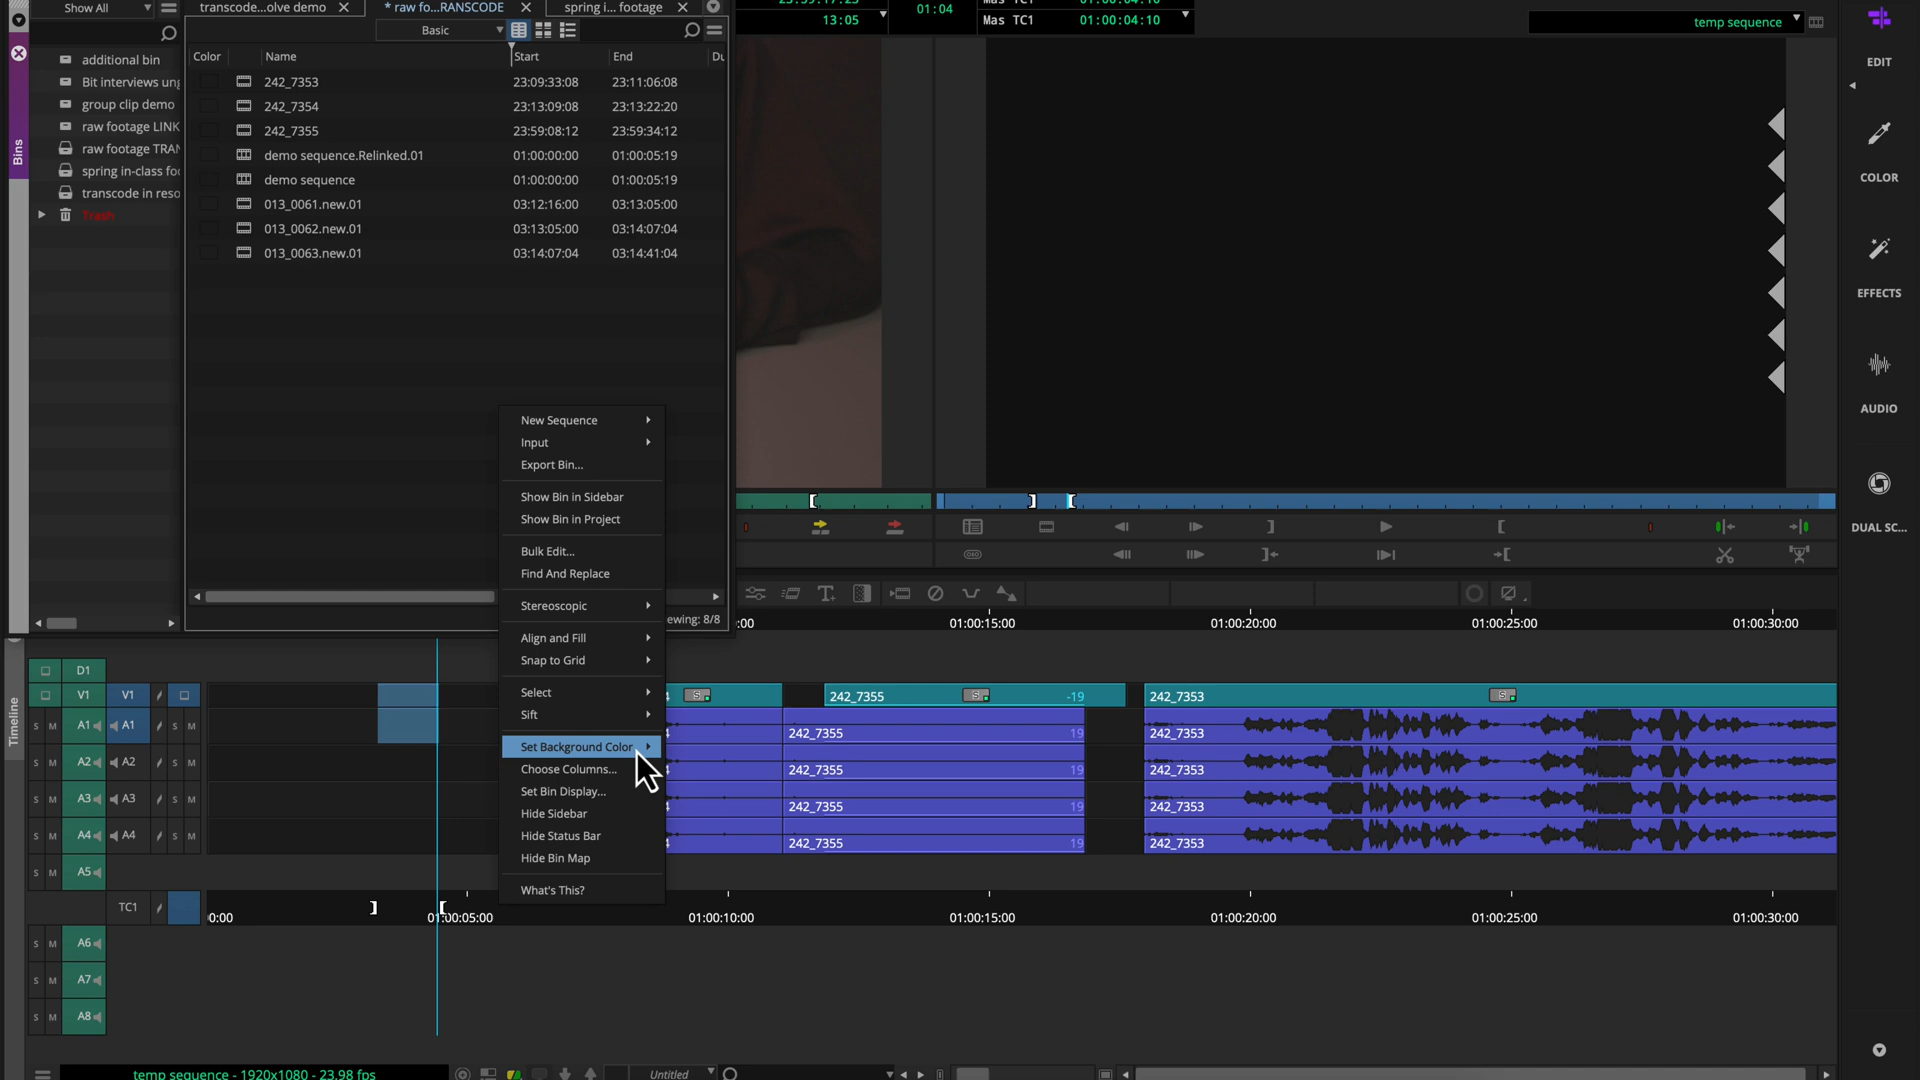 Show All
transcode...olve demo
* raw fo...RANSCODE
spring i... footage
13:05
01:04
Mas TC1
01:00:04:10
temp sequence
Basic
EDIT
Color
Name
Start
End
additional bin
Bit interviews
group clip demo
raw footage LINK
raw footage
spring in-class
transcode in
Trash
Bins
242_7353 23:09:33:08 23:11:06:08
242_7354 23:13:09:08 23:13:22:20
242_7355 23:59:08:12 23:59:34:12
demo sequence.Relinked.01 01:00:00:00 01:00:05:19
demo sequence 01:00:00:00 01:00:05:19
013_0061.new.01 03:12:16:00 03:13:05:00
013_0062.new.01 03:13:05:00 03:14:07:04
013_0063.new.01 03:14:07:04 03:14:41:04
COLOR
EFFECTS
AUDIO
DUAL SC...
New Sequence
Input
Export Bin...
Show Bin in Sidebar
Show Bin in Project
Bulk Edit...
Find And Replace
Stereoscopic
Align and Fill
Snap to Grid
Select
Sift
Set Background Color
Choose Columns...
Set Bin Display...
Hide Sidebar
Hide Status Bar
Hide Bin Map
What's This?
ewing: 8/8
:00 01:00:15:00 01:00:20:00 01:00:25:00 01:00:30:00
Timeline
D1
V1 V1 S 242_7355 S -19 242_7353 S
S M A1 A1 S M 242_7355 19 242_7353
S M A2 A2 S M 242_7355 19 242_7353
S M A3 A3 S M 242_7355 19 242_7353
S M A4 A4 S M 242_7355 19 242_7353
S M A5
TC1
0:00 01:00:05:00 01:00:10:00 01:00:15:00 01:00:20:00 01:00:25:00 01:00:30:00
S M A6
S M A7
S M A8
temp sequence - 1920x1080 - 23.98 fps
Untitled